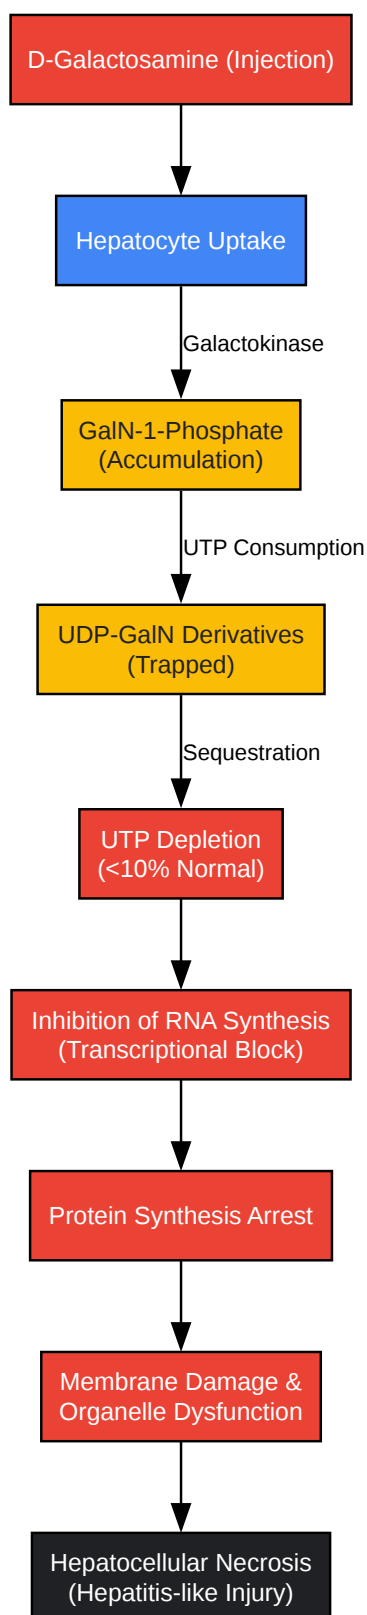 D-Galactosamine (Injection)
Hepatocyte Uptake
Galactokinase
GalN-1-Phosphate
(Accumulation)
UTP Consumption
UDP-GalN Derivatives
(Trapped)
Sequestration
UTP Depletion
(<10% Normal)
Inhibition of RNA Synthesis
(Transcriptional Block)
Protein Synthesis Arrest
Membrane Damage &
Organelle Dysfunction
Hepatocellular Necrosis
(Hepatitis-like Injury)